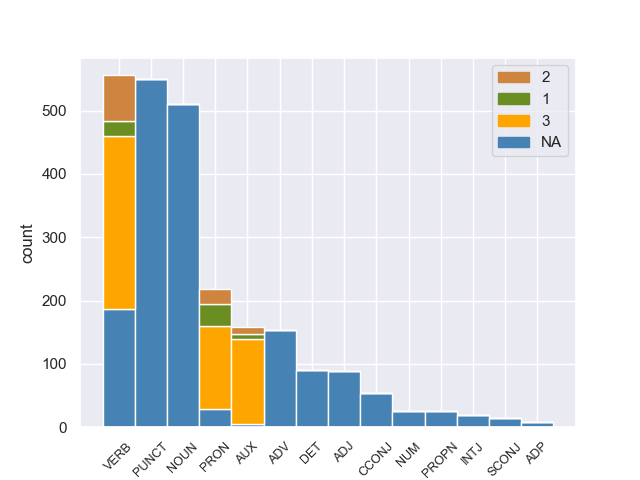 2
1
3
NA
500
400
300
200
100
0
count
VERB
PUNCT
NOUN
PRON
AUX
ADV
DET
ADJ
CCONJ
NUM
PROPN
INTJ
SCONJ
ADP